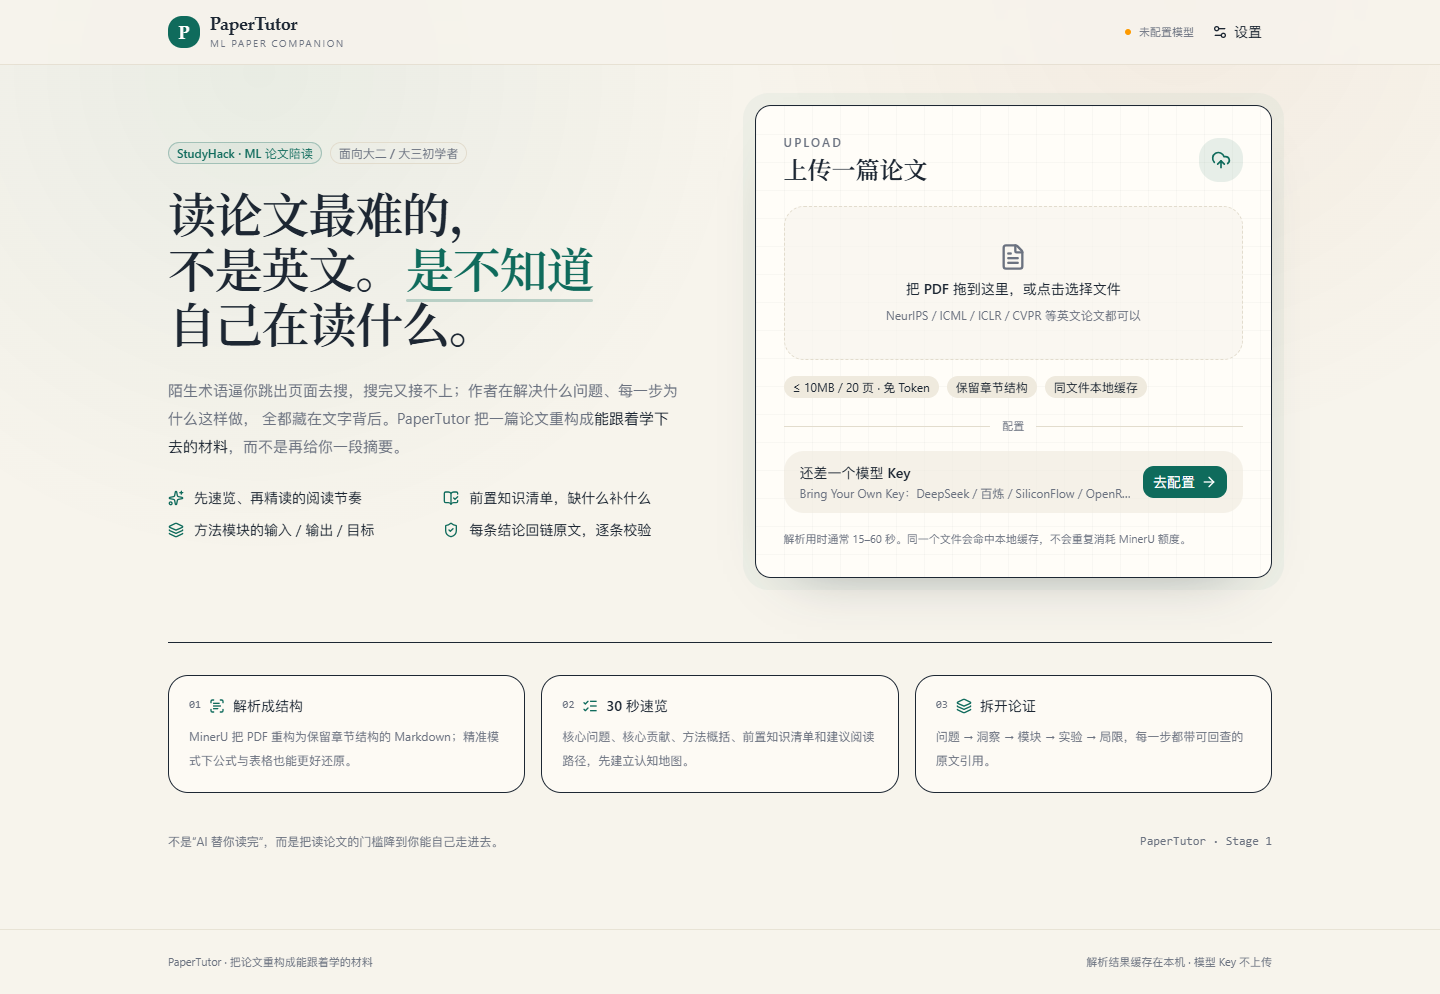 P
PaperTutor
ML PAPER COMPANION
未配置模型
设置
StudyHack · ML 论文陪读
面向大二 / 大三初学者
读论文最难的，
不是英文。 是不知道
自己在读什么。
陌生术语逼你跳出页面去搜，搜完又接不上；作者在解决什么问题、每一步为
什么这样做， 全都藏在文字背后。PaperTutor 把一篇论文重构成能跟着学下
去的材料，而不是再给你一段摘要。
先速览、再精读的阅读节奏
前置知识清单，缺什么补什么
方法模块的输入 / 输出 / 目标
每条结论回链原文，逐条校验
UPLOAD
上传一篇论文
把 PDF 拖到这里，或点击选择文件
NeurIPS / ICML / ICLR / CVPR 等英文论文都可以
≤ 10MB / 20 页 · 免 Token
保留章节结构
同文件本地缓存
配置
还差一个模型 Key
Bring Your Own Key：DeepSeek / 百炼 / SiliconFlow / OpenR...
去配置
解析用时通常 15–60 秒。同一个文件会命中本地缓存，不会重复消耗 MinerU 额度。
01 解析成结构
MinerU 把 PDF 重构为保留章节结构的 Markdown；精准模
式下公式与表格也能更好还原。
02 30 秒速览
核心问题、核心贡献、方法概括、前置知识清单和建议阅读
路径，先建立认知地图。
03 拆开论证
问题 → 洞察 → 模块 → 实验 → 局限，每一步都带可回查的
原文引用。
不是“AI 替你读完”，而是把读论文的门槛降到你能自己走进去。
PaperTutor · Stage 1
PaperTutor · 把论文重构成能跟着学的材料
解析结果缓存在本机 · 模型 Key 不上传